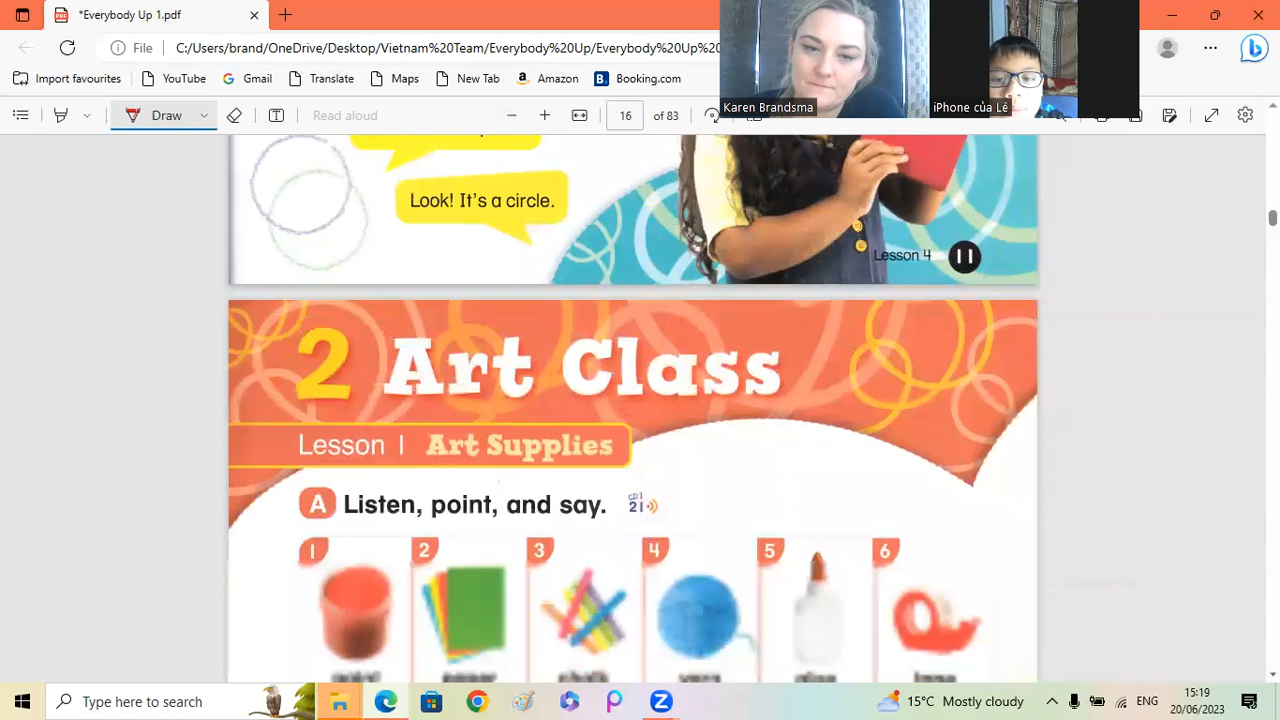 *Everybody Up 1.pdf
File
C:/Users/brand/OneDrive/Desktop/Vietnam%20Team/Everybody%20Up/Everybody%20Up%20
Import favourites
YouTube
Gmail
Translate
Maps
New Tab
Amazon
B. Booking.com
Draw
Read aloud
16 of 83
Karen Brandsma
iPhone của Lê
Look! It's a circle.
Lesson 4 11
2 Art Class
Lesson 1 Art Supplies
A Listen, point, and say.
CD 1
21
1 2 3 4 5 6
Type here to search
15°C Mostly cloudy
ENG
15:19
20/06/2023